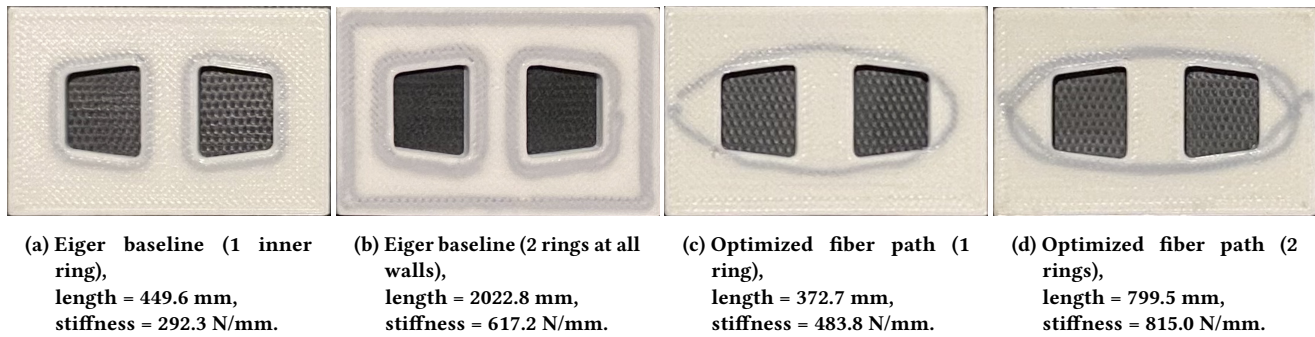 (a) Eiger baseline (1 inner
ring),
length = 449.6 mm,
stiffness = 292.3 N/mm.
(b) Eiger baseline (2 rings at all
walls),
length = 2022.8 mm,
stiffness = 617.2 N/mm.
(c) Optimized fiber path (1
ring),
length = 372.7 mm,
stiffness = 483.8 N/mm.
(d) Optimized fiber path (2
rings),
length = 799.5 mm,
stiffness = 815.0 N/mm.